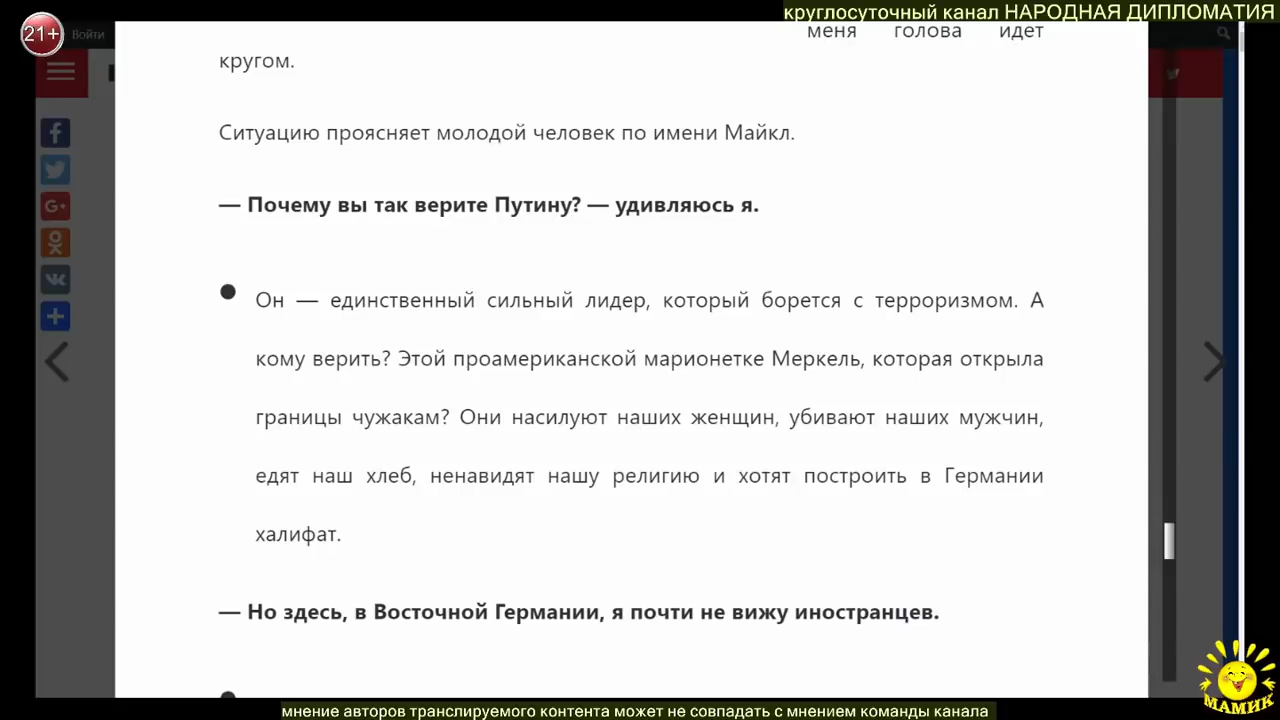 круглосуточный канал НАРОДНАЯ ДИПЛОМАТИЯ
21+
Войти
меня голова идет
кругом.
Ситуацию проясняет молодой человек по имени Майкл.
— Почему вы так верите Путину? — удивляюсь я.
Он — единственный сильный лидер, который борется с терроризмом. А
кому верить? Этой проамериканской марионетке Меркель, которая открыла
границы чужакам? Они насилуют наших женщин, убивают наших мужчин,
едят наш хлеб, ненавидят нашу религию и хотят построить в Германии
халифат.
— Но здесь, в Восточной Германии, я почти не вижу иностранцев.
МАМИК
мнение авторов транслируемого контента может не совпадать с мнением команды канала